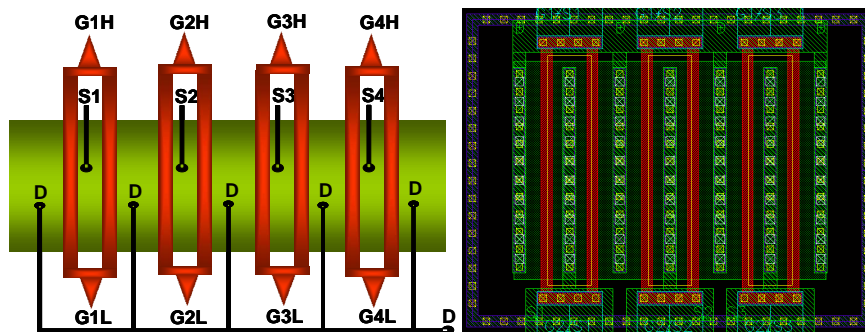 G1H G2H G3H G4H
S1 S2 S3 S4
D D D D D
G1L G2L G3L G4L D